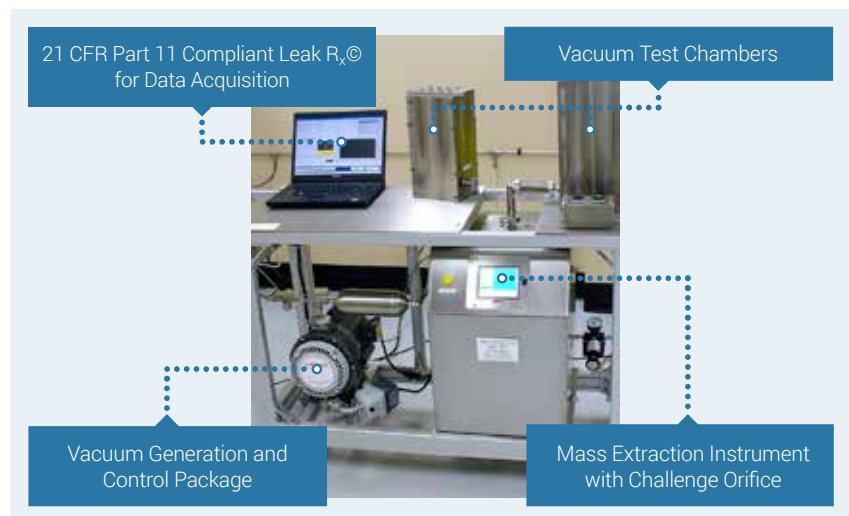 21 CFR Part 11 Compliant Leak Rₓ©
for Data Acquisition
Vacuum Test Chambers
Vacuum Generation and
Control Package
Mass Extraction Instrument
with Challenge Orifice